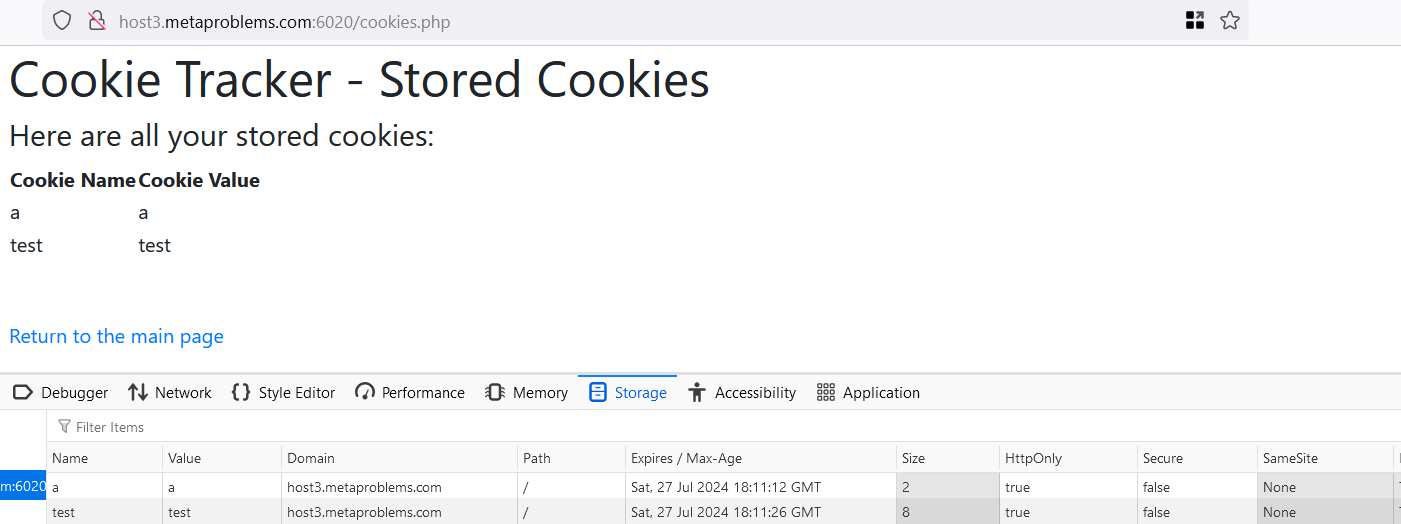 host3.metaproblems.com:6020/cookies.php
Cookie Tracker - Stored Cookies
Here are all your stored cookies:
Cookie Name Cookie Value
a a
test test
Return to the main page
Debugger Network Style Editor Performance Memory Storage Accessibility Application
Filter Items
Name Value Domain Path Expires / Max-Age Size HttpOnly Secure SameSite
m:6020 a a host3.metaproblems.com / Sat, 27 Jul 2024 18:11:12 GMT 2 true false None
test test host3.metaproblems.com / Sat, 27 Jul 2024 18:11:26 GMT 8 true false None